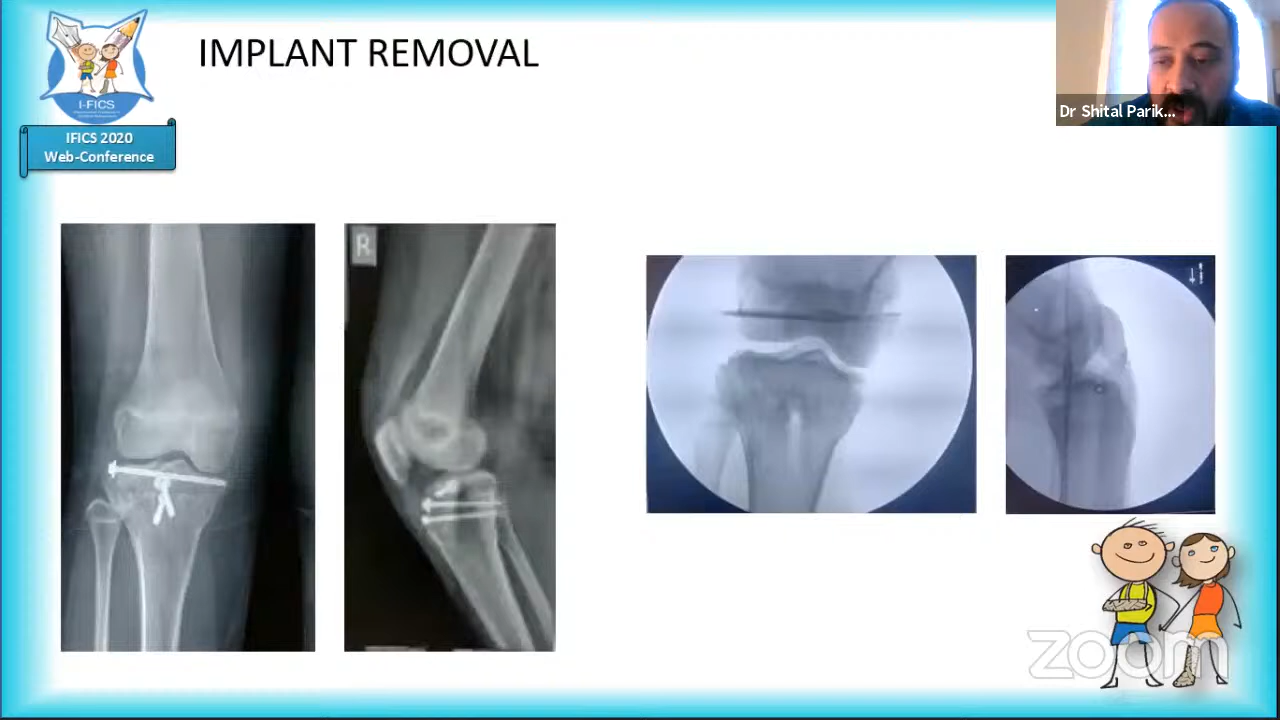 IMPLANT REMOVAL
I-FICS
IFICS 2020
Web-Conference
Dr Shital Parik...
R
zoom